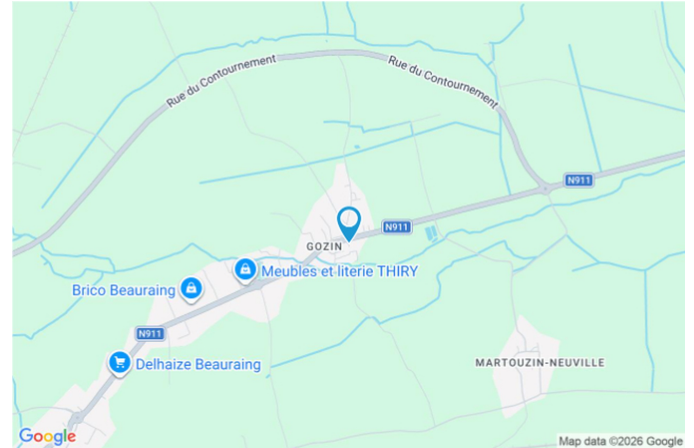 Rue du Contournement
Rue du Contournement
N911
N911
GOZIN
Meubles et literie THIRY
Brico Beauraing
N911
Delhaize Beauraing
MARTOUZIN-NEUVILLE
Google
Map data ©2026 Google